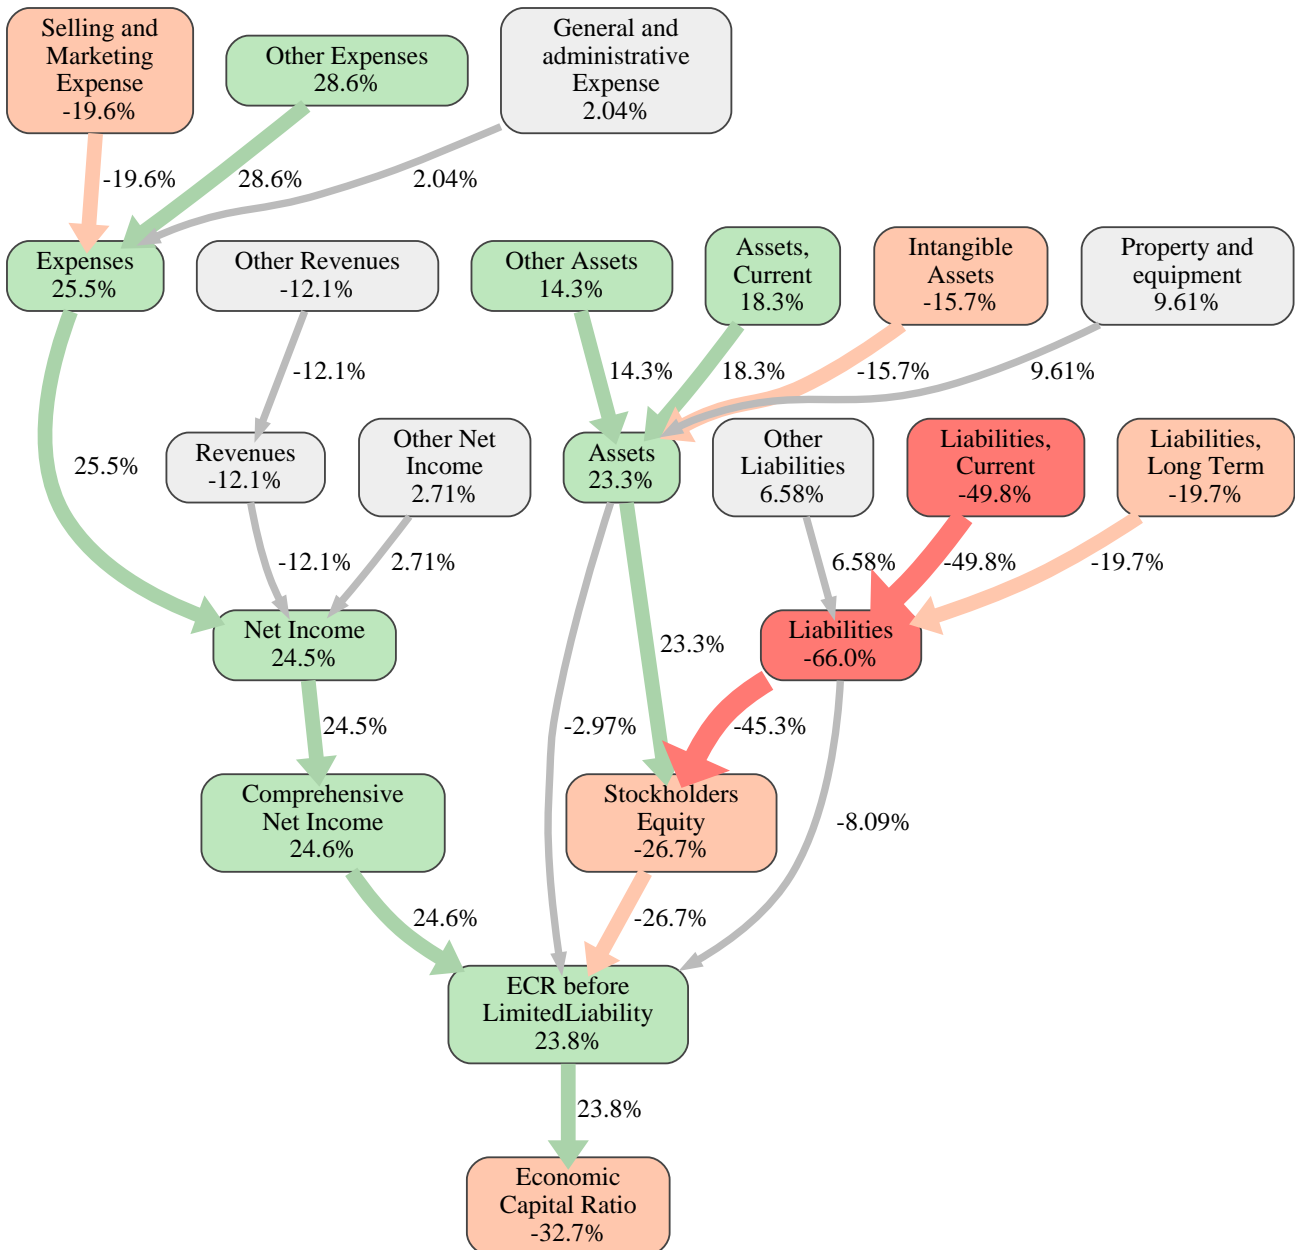 Selling and
Marketing
Expense
-19.6%
Other Expenses
28.6%
General and
administrative
Expense
2.04%
-19.6%
28.6%
2.04%
Expenses
25.5%
Other Revenues
-12.1%
Other Assets
14.3%
Assets,
Current
18.3%
Intangible
Assets
-15.7%
Property and
equipment
9.61%
-12.1%
14.3%
18.3%
-15.7%
9.61%
25.5%
Revenues
-12.1%
Other Net
Income
2.71%
Assets
23.3%
Other
Liabilities
6.58%
Liabilities,
Current
-49.8%
Liabilities,
Long Term
-19.7%
-12.1%
2.71%
6.58%
-49.8%
-19.7%
Net Income
24.5%
23.3%
Liabilities
-66.0%
24.5%
-2.97%
-45.3%
Comprehensive
Net Income
24.6%
Stockholders
Equity
-26.7%
-8.09%
24.6%
-26.7%
ECR before
LimitedLiability
23.8%
23.8%
Economic
Capital Ratio
-32.7%